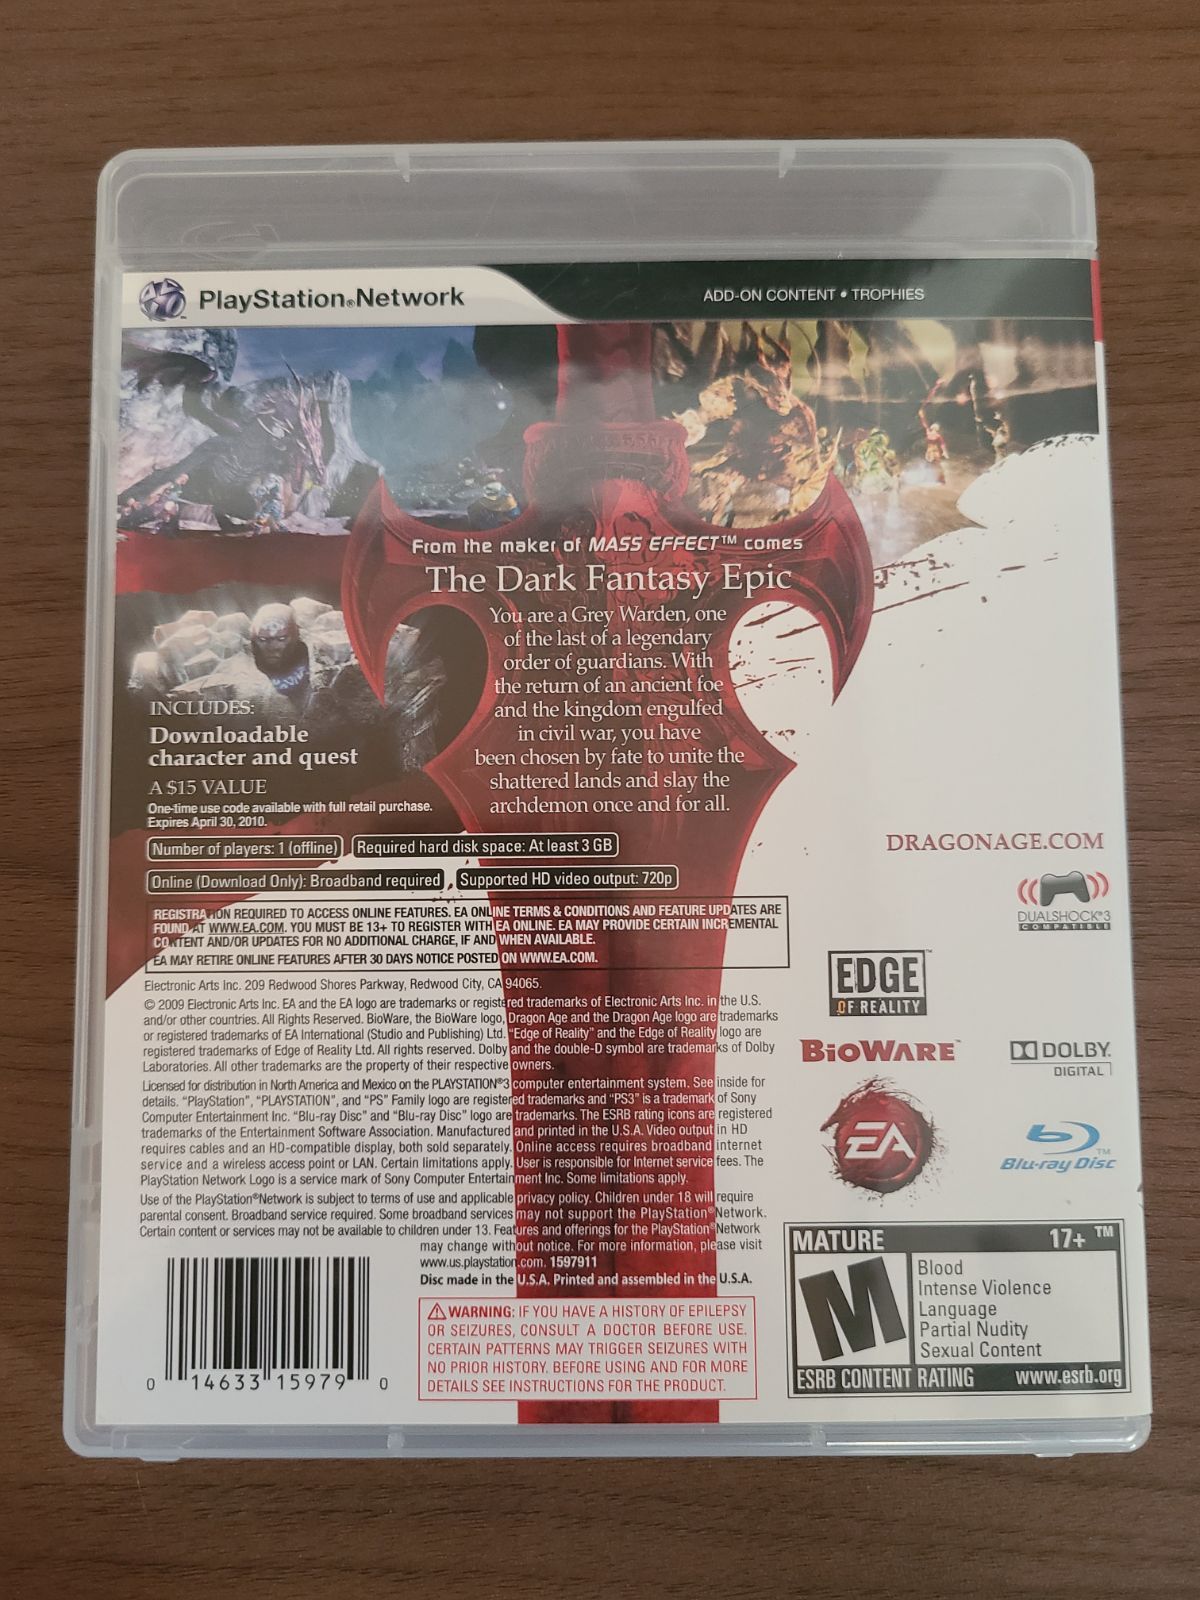 PlayStation®Network
ADD-ON CONTENT • TROPHIES
From the maker of MASS EFFECT™ comes
The Dark Fantasy Epic
You are a Grey Warden, one
of the last of a legendary
order of guardians. With
the return of an ancient foe
and the kingdom engulfed
in civil war, you have
been chosen by fate to unite the
shattered lands and slay the
archdemon once and for all.
INCLUDES:
Downloadable
character and quest
A $15 VALUE
One-time use code available with full retail purchase.
Expires April 30, 2010.
Number of players: 1 (offline)
Required hard disk space: At least 3 GB
Online (Download Only): Broadband required
Supported HD video output: 720p
REGISTRATION REQUIRED TO ACCESS ONLINE FEATURES. EA ONLINE TERMS & CONDITIONS AND FEATURE UPDATES ARE
FOUND AT WWW.EA.COM. YOU MUST BE 13+ TO REGISTER WITH EA ONLINE. EA MAY PROVIDE CERTAIN INCREMENTAL
CONTENT AND/OR UPDATES FOR NO ADDITIONAL CHARGE, IF AND WHEN AVAILABLE.
EA MAY RETIRE ONLINE FEATURES AFTER 30 DAYS NOTICE POSTED ON WWW.EA.COM.
Electronic Arts Inc. 209 Redwood Shores Parkway, Redwood City, CA 94065.
© 2009 Electronic Arts Inc. EA and the EA logo are trademarks or registered trademarks of Electronic Arts Inc. in the U.S.
and/or other countries. All Rights Reserved. BioWare, the BioWare logo, Dragon Age and the Dragon Age logo are trademarks
or registered trademarks of EA International (Studio and Publishing) Ltd. "Edge of Reality" and the Edge of Reality logo are
registered trademarks of Edge of Reality Ltd. All rights reserved. Dolby and the double-D symbol are trademarks of Dolby
Laboratories. All other trademarks are the property of their respective owners.
Licensed for distribution in North America and Mexico on the PLAYSTATION®3 computer entertainment system. See inside for
details. "PlayStation", "PLAYSTATION", and "PS" Family logo are registered trademarks and "PS3" is a trademark of Sony
Computer Entertainment Inc. "Blu-ray Disc" and "Blu-ray Disc" logo are trademarks. The ESRB rating icons are registered
trademarks of the Entertainment Software Association. Manufactured and printed in the U.S.A. Video output in HD
requires cables and an HD-compatible display, both sold separately. Online access requires broadband internet
service and a wireless access point or LAN. Certain limitations apply. User is responsible for Internet service fees. The
PlayStation Network Logo is a service mark of Sony Computer Entertainment Inc. Some limitations apply.
Use of the PlayStation®Network is subject to terms of use and applicable privacy policy. Children under 18 will require
parental consent. Broadband service required. Some broadband services may not support the PlayStation®Network.
Certain content or services may not be available to children under 13. Features and offerings for the PlayStation®Network
may change without notice. For more information, please visit
www.us.playstation.com. 1597911
Disc made in the U.S.A. Printed and assembled in the U.S.A.
⚠ WARNING: IF YOU HAVE A HISTORY OF EPILEPSY
OR SEIZURES, CONSULT A DOCTOR BEFORE USE.
CERTAIN PATTERNS MAY TRIGGER SEIZURES WITH
NO PRIOR HISTORY. BEFORE USING AND FOR MORE
DETAILS SEE INSTRUCTIONS FOR THE PRODUCT.
0 14633 15979 0
DRAGONAGE.COM
DUALSHOCK®3
COMPATIBLE
EDGE™
OF REALITY
BIOWARE™
DOLBY.
DIGITAL
EA
Blu-ray Disc™
MATURE 17+ ™
M
Blood
Intense Violence
Language
Partial Nudity
Sexual Content
ESRB CONTENT RATING www.esrb.org